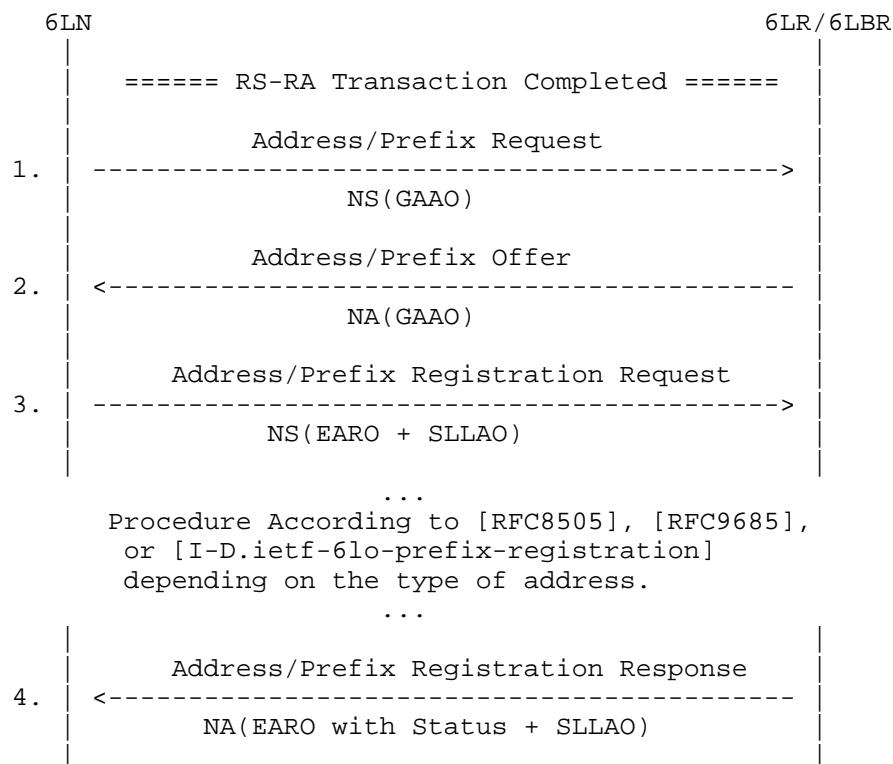 6LN 6LR/6LBR
====== RS-RA Transaction Completed ======
Address/Prefix Request
1. ------------------------------------------>
NS(GAAO)
Address/Prefix Offer
2. <------------------------------------------
NA(GAAO)
Address/Prefix Registration Request
3. ------------------------------------------>
NS(EARO + SLLAO)
...
Procedure According to [RFC8505], [RFC9685],
or [I-D.ietf-6lo-prefix-registration]
depending on the type of address.
...
Address/Prefix Registration Response
4. <------------------------------------------
NA(EARO with Status + SLLAO)